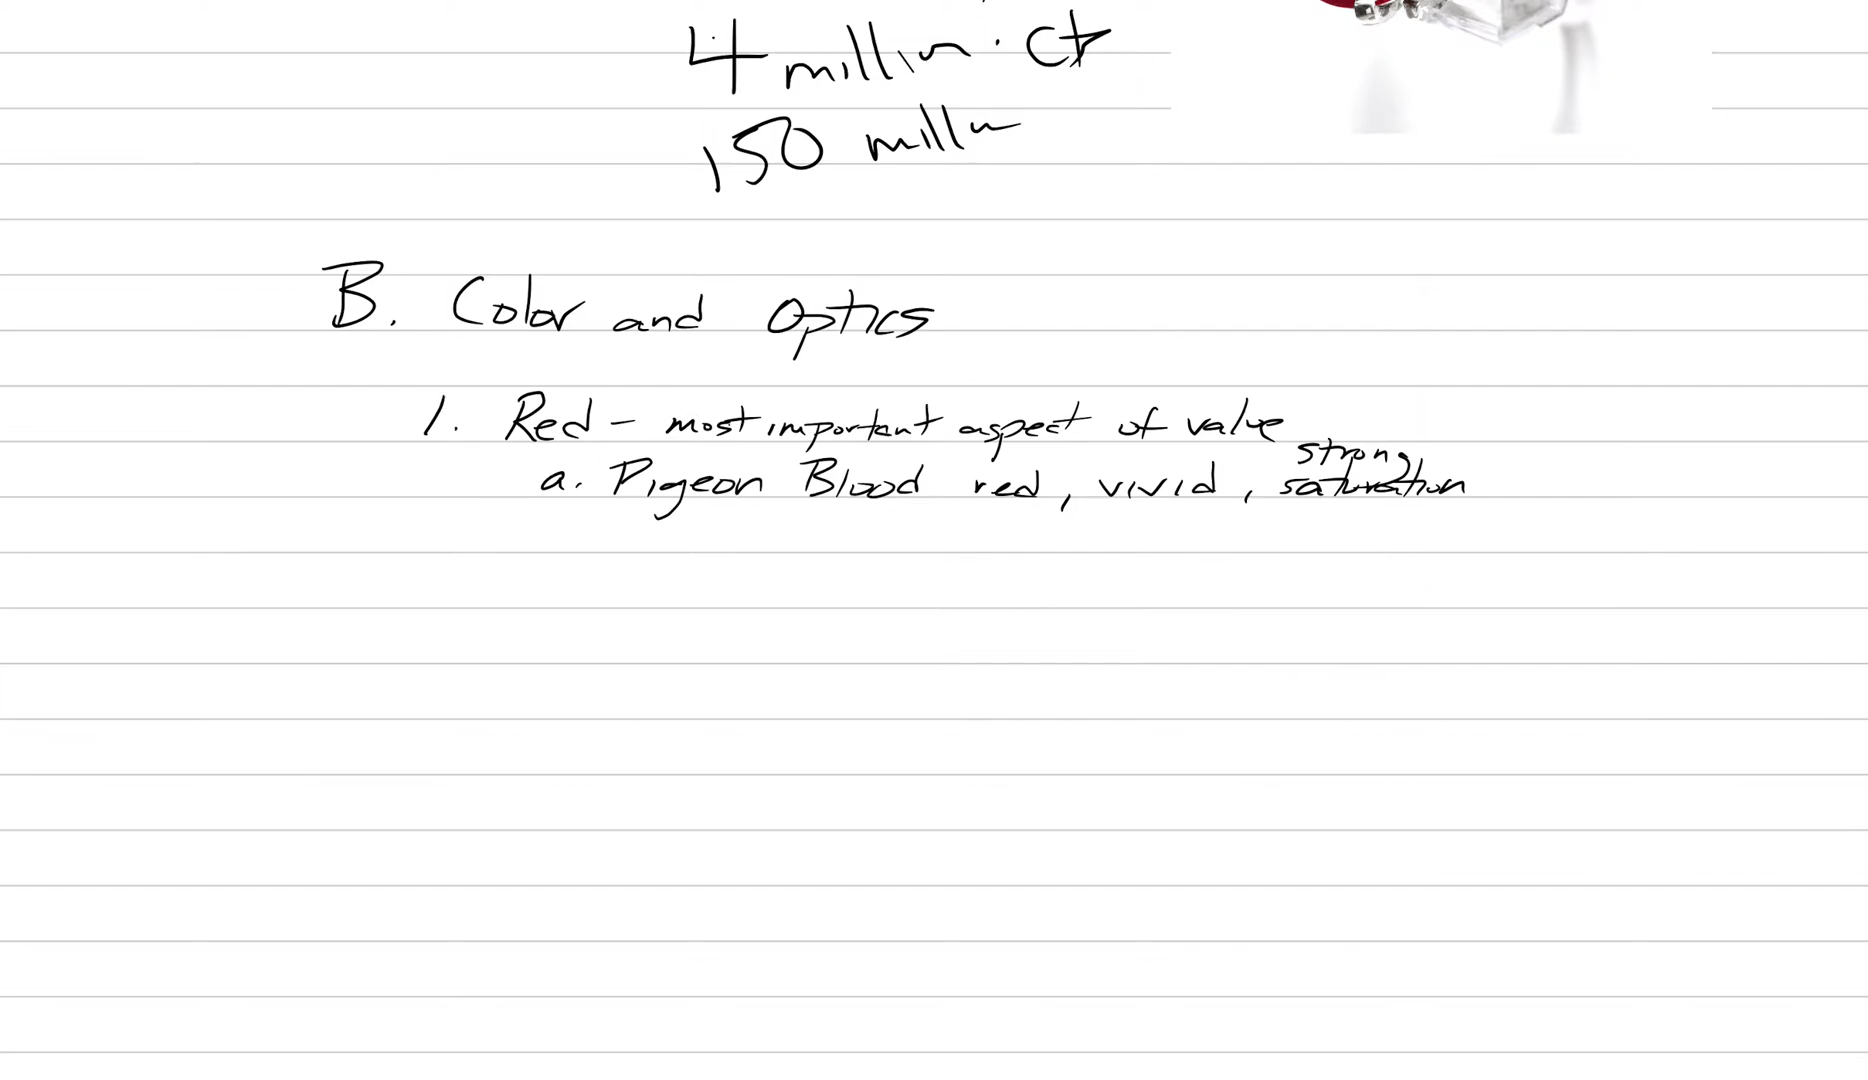 4 million. ct
150 millin
B. Color and Optics
1. Red - most important aspect of value
strong
a. Pigeon Blood red, vivid, saturation